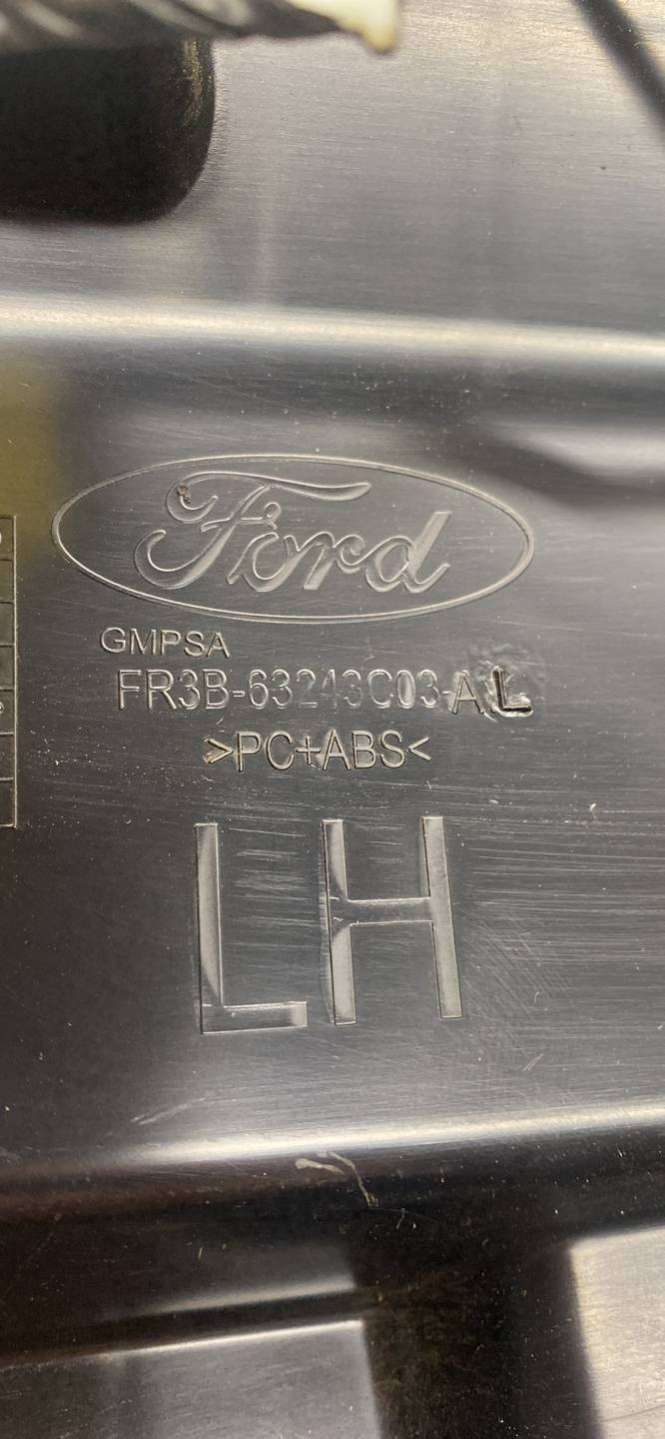 Ford
GMPSA
FR3B-63243C03-AL
>PC+ABS<
LH